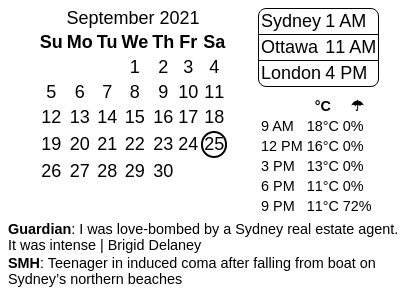 September 2021
Su Mo Tu We Th Fr Sa
1 2 3 4
5 6 7 8 9 10 11
12 13 14 15 16 17 18
19 20 21 22 23 24 25
26 27 28 29 30
Sydney 1 AM
Ottawa 11 AM
London 4 PM
°C ☂
9 AM 18°C 0%
12 PM 16°C 0%
3 PM 13°C 0%
6 PM 11°C 0%
9 PM 11°C 72%
Guardian: I was love-bombed by a Sydney real estate agent.
It was intense | Brigid Delaney
SMH: Teenager in induced coma after falling from boat on
Sydney’s northern beaches